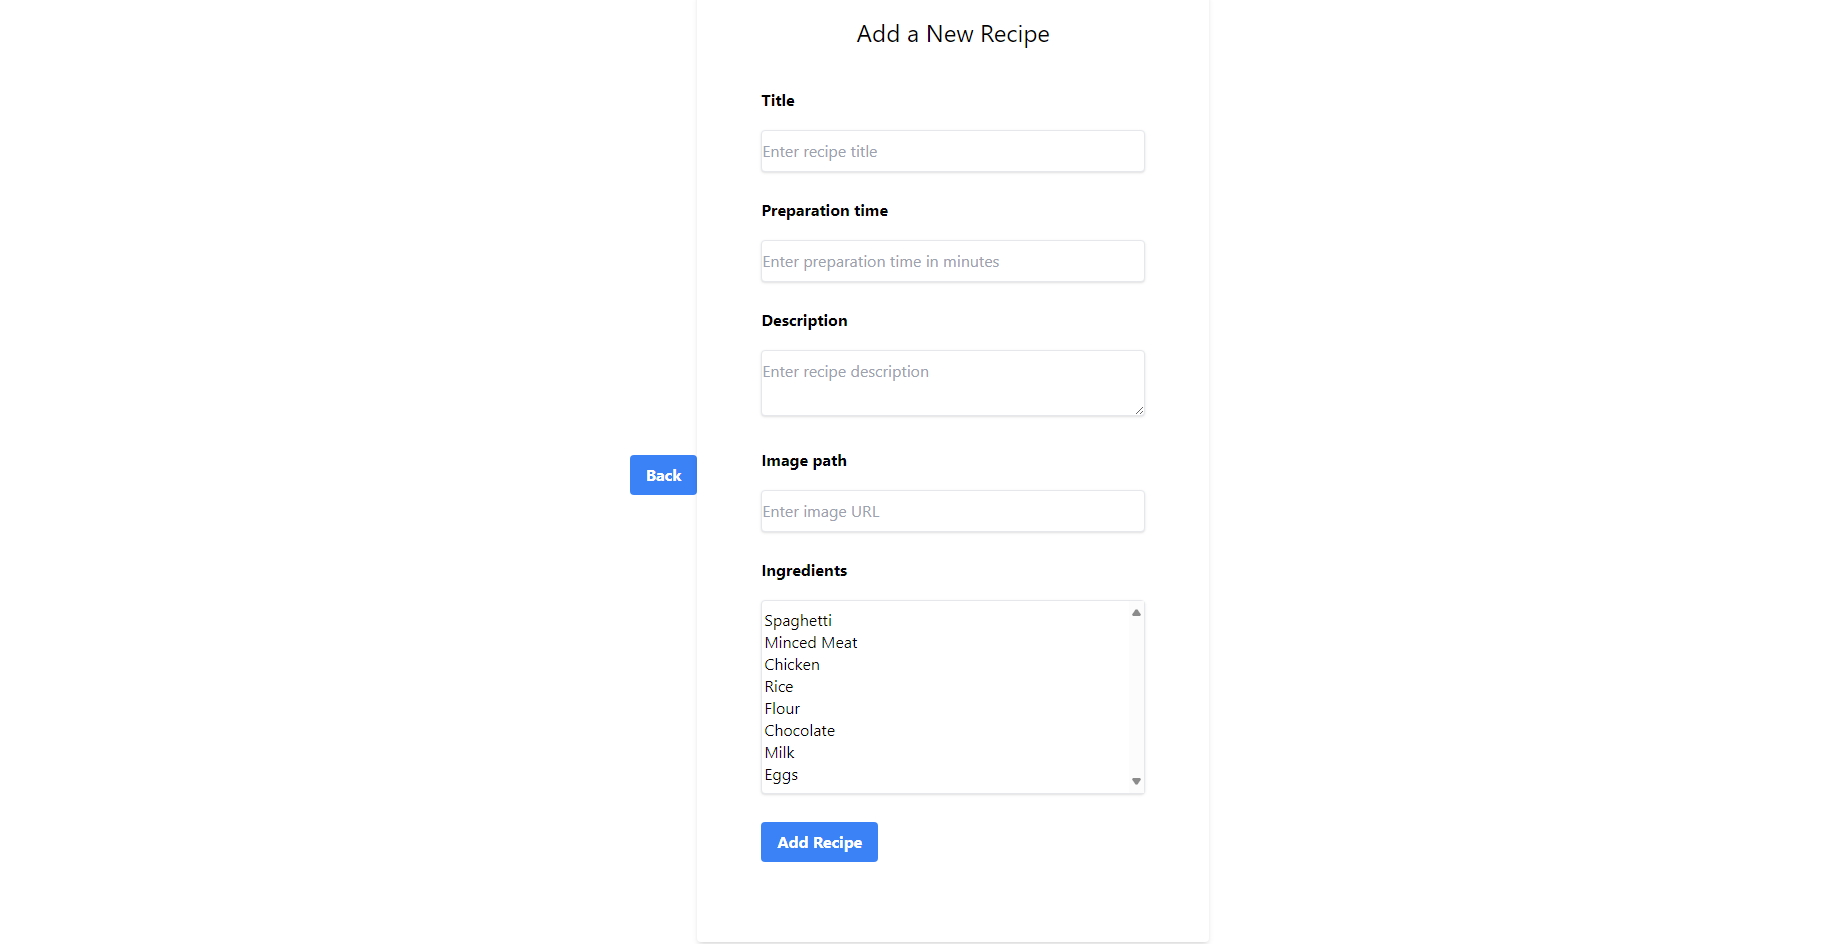 Add a New Recipe
Title
Enter recipe title
Preparation time
Enter preparation time in minutes
Description
Enter recipe description
Back
Image path
Enter image URL
Ingredients
Spaghetti
Minced Meat
Chicken
Rice
Flour
Chocolate
Milk
Eggs
Add Recipe